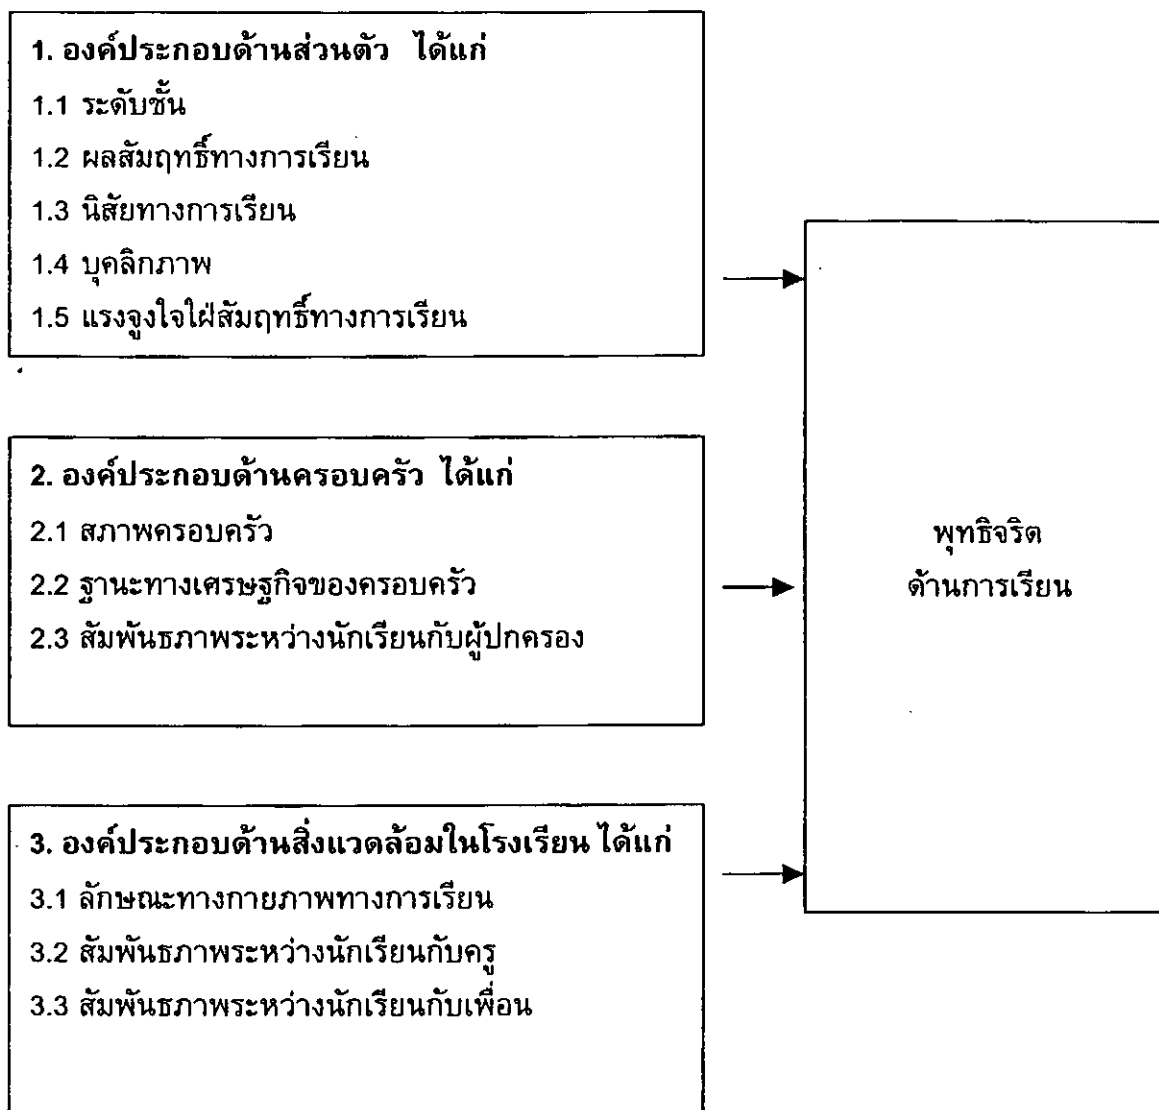 1. องค์ประกอบด้านส่วนตัว ได้แก่
1.1 ระดับชั้น
1.2 ผลสัมฤทธิ์ทางการเรียน
1.3 นิสัยทางการเรียน
1.4 บุคลิกภาพ
1.5 แรงจูงใจใฝ่สัมฤทธิ์ทางการเรียน
2. องค์ประกอบด้านครอบครัว ได้แก่
2.1 สภาพครอบครัว
2.2 ฐานะทางเศรษฐกิจของครอบครัว
2.3 สัมพันธภาพระหว่างนักเรียนกับผู้ปกครอง
3. องค์ประกอบด้านสิ่งแวดล้อมในโรงเรียน ได้แก่
3.1 ลักษณะทางกายภาพทางการเรียน
3.2 สัมพันธภาพระหว่างนักเรียนกับครู
3.3 สัมพันธภาพระหว่างนักเรียนกับเพื่อน
พุทธิจริต
ด้านการเรียน